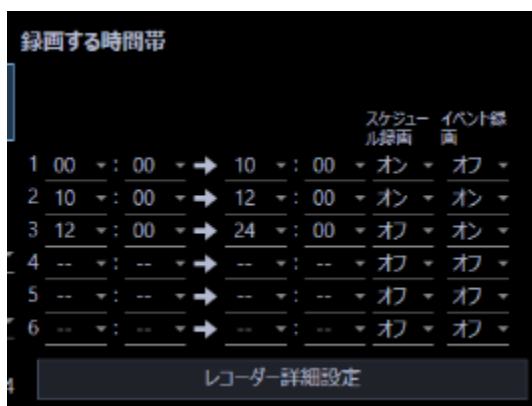 録画する時間帯
スケジュー イベント録
ル録画 画
1 00 : 00 → 10 : 00 オン オフ
2 10 : 00 → 12 : 00 オン オフ
3 12 : 00 → 24 : 00 オフ オン
4 -- : -- → -- : -- オフ オフ
5 -- : -- → -- : -- オフ オフ
6 -- : -- → -- : -- オフ オフ
4
レコーダー詳細設定